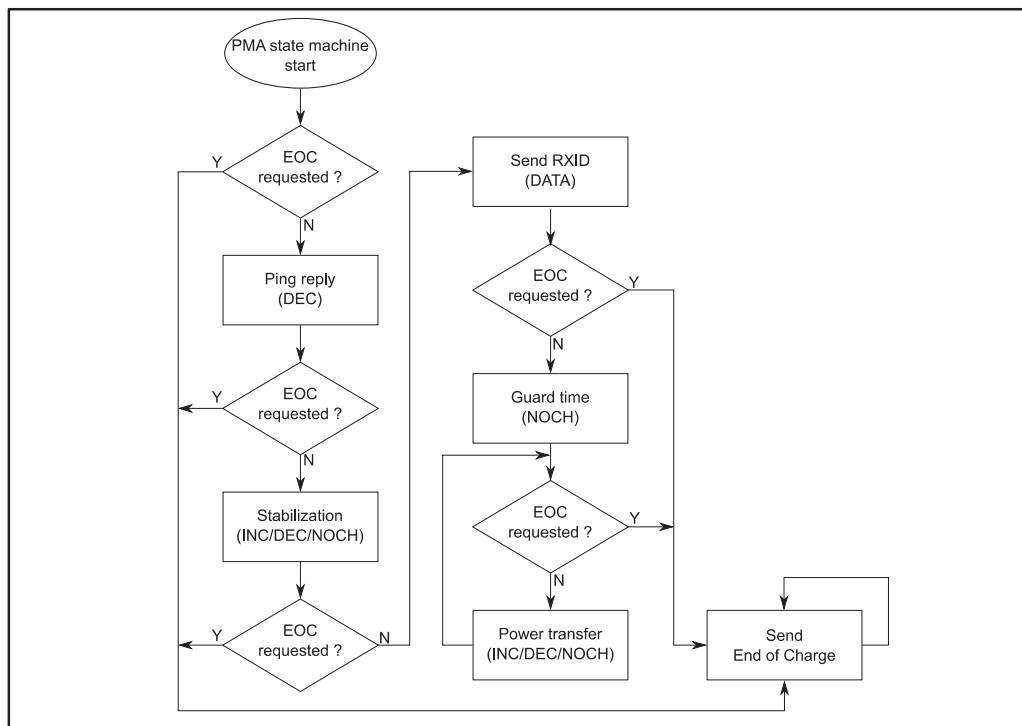 PMA state machine
start
EOC
requested ?
Y
N
Ping reply
(DEC)
EOC
requested ?
Y
N
Stabilization
(INC/DEC/NOCH)
EOC
requested ?
Y
N
Send RXID
(DATA)
EOC
requested ?
Y
N
Guard time
(NOCH)
EOC
requested ?
Y
N
Power transfer
(INC/DEC/NOCH)
Send
End of Charge